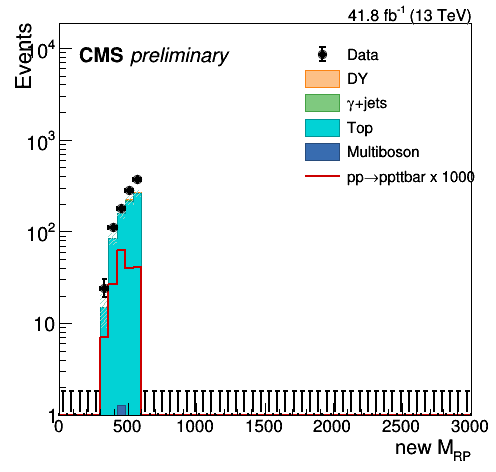 41.8 fb⁻¹ (13 TeV)
Events
CMS preliminary
Data
DY
γ+jets
Top
Multiboson
pp→ppttbar x 1000
10⁴
10³
10²
10
1
0 500 1000 1500 2000 2500 3000
new M_RP